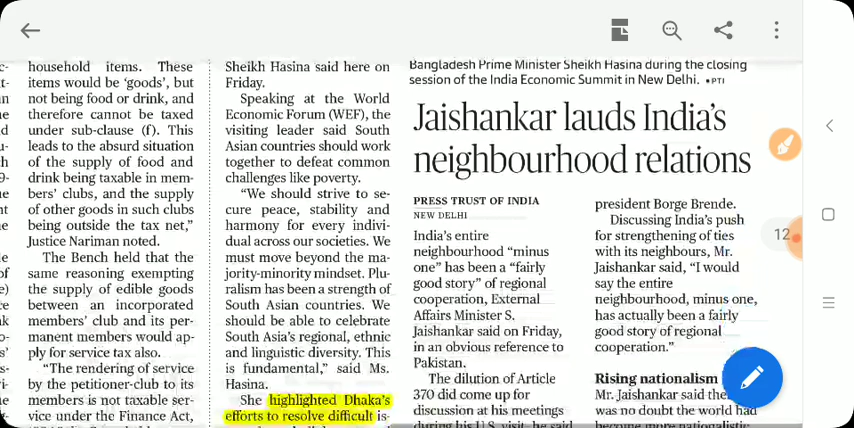 household items. These
items would be 'goods', but
not being food or drink, and
therefore cannot be taxed
under sub-clause (f). This
leads to the absurd situation
of the supply of food and
drink being taxable in mem-
bers' clubs, and the supply
of other goods in such clubs
being outside the tax net,"
Justice Nariman noted.
The Bench held that the
same reasoning exempting
the supply of edible goods
between an incorporated
members' club and its per-
manent members would ap-
ply for service tax also.
"The rendering of service
by the petitioner-club to its
members is not taxable ser-
vice under the Finance Act,
Sheikh Hasina said here on
Friday.
Speaking at the World
Economic Forum (WEF), the
visiting leader said South
Asian countries should work
together to defeat common
challenges like poverty.
"We should strive to se-
cure peace, stability and
harmony for every indivi-
dual across our societies. We
must move beyond the ma-
jority-minority mindset. Plu-
ralism has been a strength of
South Asian countries. We
should be able to celebrate
South Asia's regional, ethnic
and linguistic diversity. This
is fundamental," said Ms.
Hasina.
She highlighted Dhaka's
efforts to resolve difficult is-
Bangladesh Prime Minister Sheikh Hasina during the closing
session of the India Economic Summit in New Delhi. •PTI
Jaishankar lauds India's
neighbourhood relations
PRESS TRUST OF INDIA
NEW DELHI
India's entire
neighbourhood "minus
one" has been a "fairly
good story" of regional
cooperation, External
Affairs Minister S.
Jaishankar said on Friday,
in an obvious reference to
Pakistan.
The dilution of Article
370 did come up for
discussion at his meetings
during his U.S. visit, he said
president Borge Brende.
Discussing India's push
for strengthening of ties
with its neighbours, Mr.
Jaishankar said, "I would
say the entire
neighbourhood, minus one,
has actually been a fairly
good story of regional
cooperation."
Rising nationalism
Mr. Jaishankar said
was no doubt the world had
become more nationalistic
12